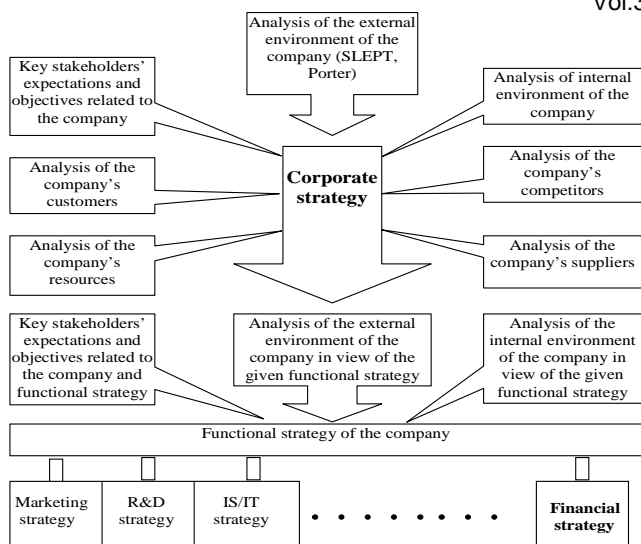 Vol.3
Analysis of the external
environment of the
company (SLEPT,
Porter)
Key stakeholders'
expectations and
objectives related to
the company
Analysis of internal
environment of the
company
Analysis of the
company's
customers
Corporate
strategy
Analysis of the
company's
competitors
Analysis of the
company's
resources
Analysis of the
company's suppliers
Key stakeholders'
expectations and
objectives related to
the company and
functional strategy
Analysis of the external
environment of the
company in view of the
given functional strategy
Analysis of the
internal environment
of the company in
view of the given
functional strategy
Functional strategy of the company
Marketing
strategy
R&D
strategy
IS/IT
strategy
. . . . . . . .
Financial
strategy